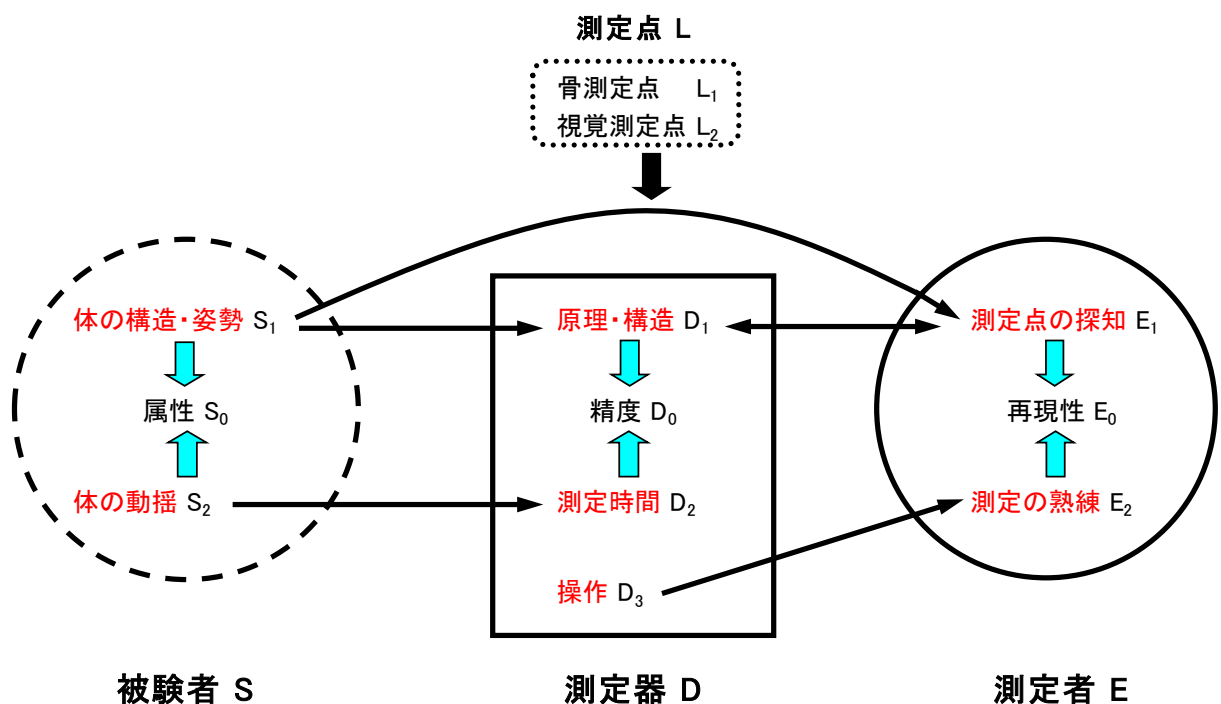 測定点 L
骨測定点 L₁
視覚測定点 L₂
体の構造・姿勢 S₁
原理・構造 D₁
測定点の探知 E₁
属性 S₀
精度 D₀
再現性 E₀
体の動揺 S₂
測定時間 D₂
測定の熟練 E₂
操作 D₃
被験者 S
測定器 D
測定者 E